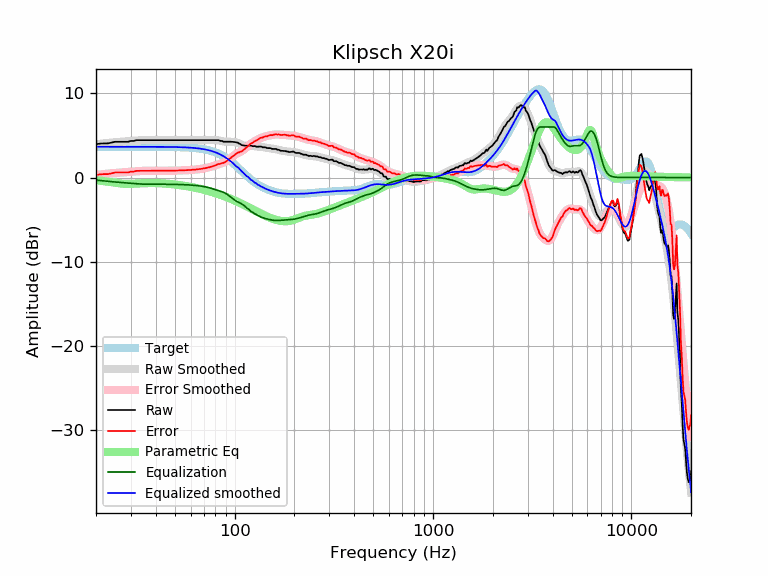 Klipsch X20i
10
0
−10
−20
−30
Amplitude (dBr)
Target
Raw Smoothed
Error Smoothed
Raw
Error
Parametric Eq
Equalization
Equalized smoothed
100 1000 10000
Frequency (Hz)